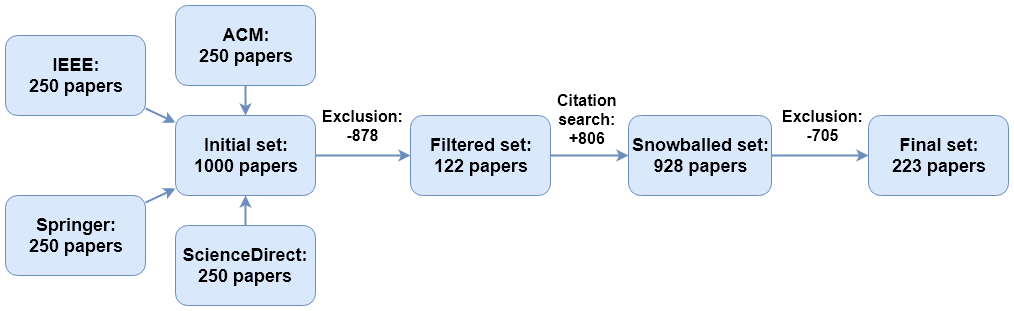 IEEE:
250 papers
ACM:
250 papers
Springer:
250 papers
ScienceDirect:
250 papers
Initial set:
1000 papers
Exclusion:
-878
Filtered set:
122 papers
Citation
search:
+806
Snowballed set:
928 papers
Exclusion:
-705
Final set:
223 papers